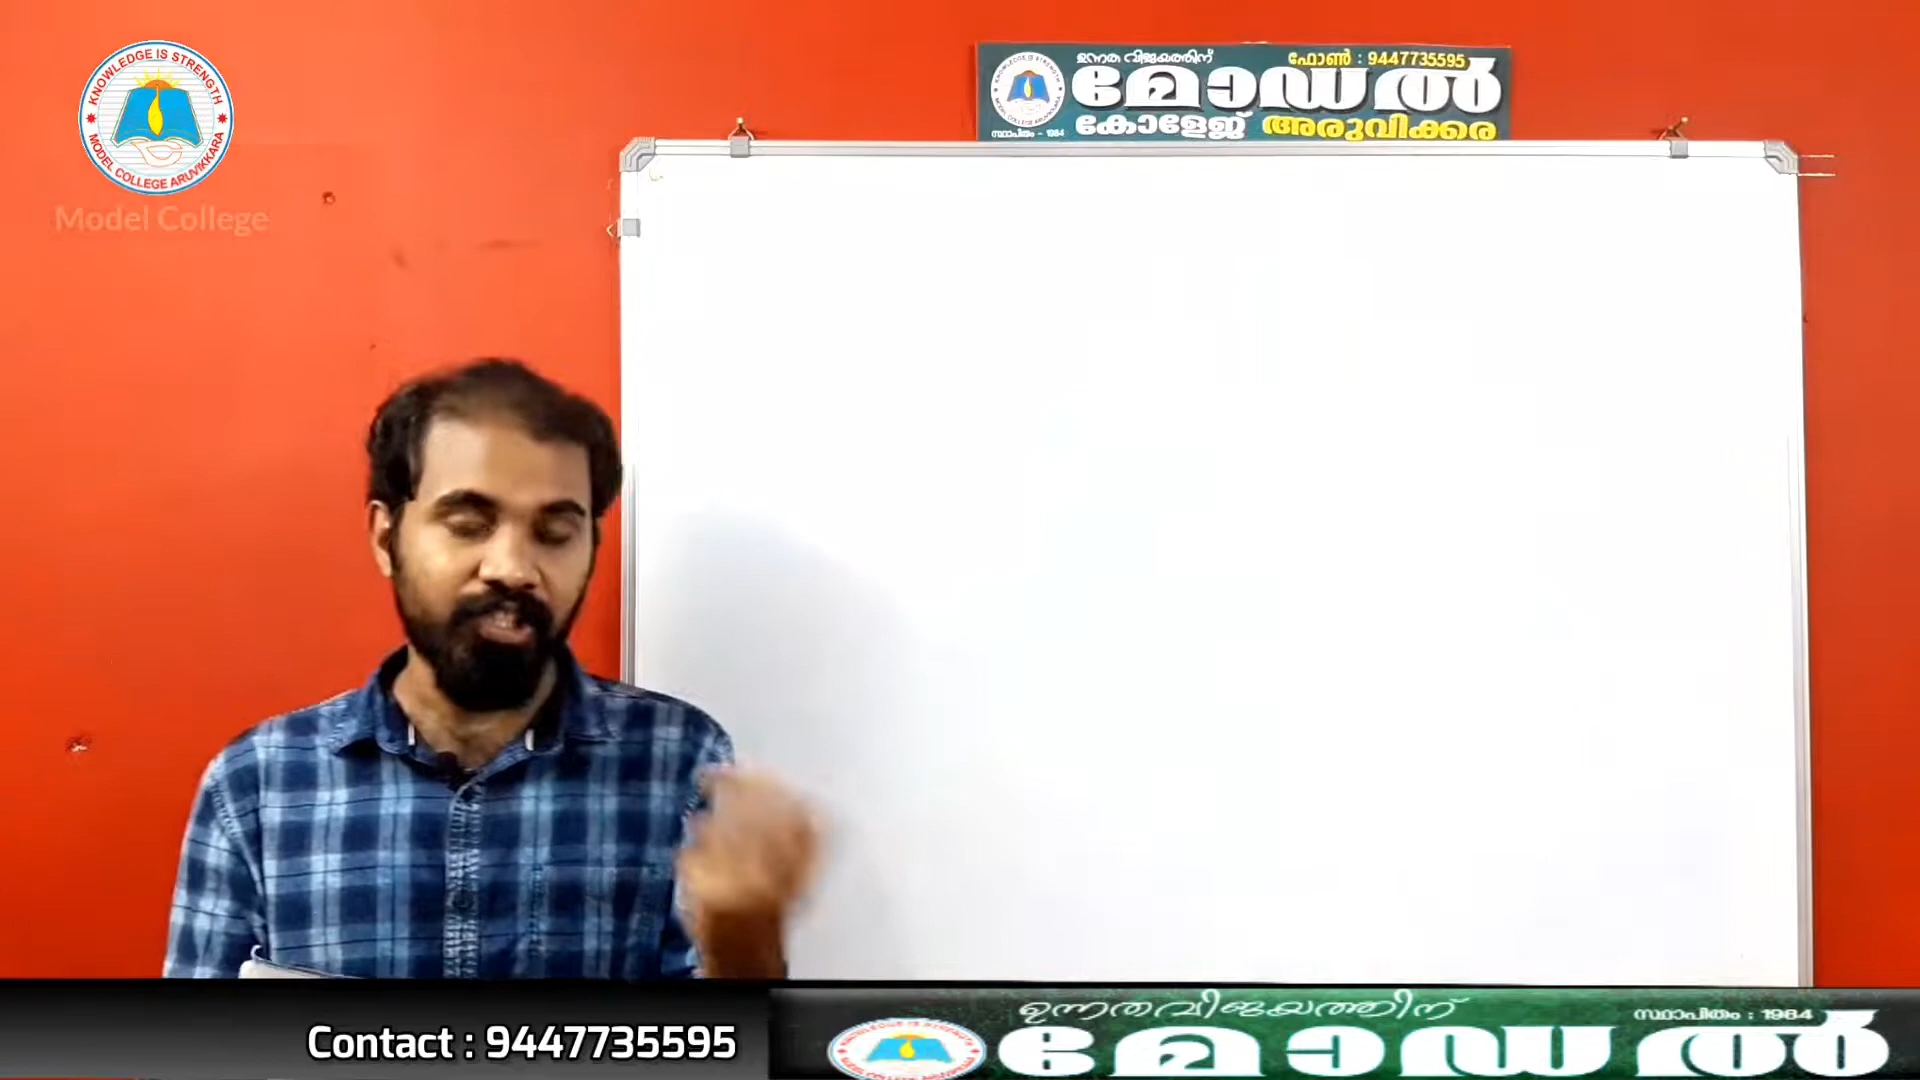 KNOWLEDGE IS STRENGTH
MODEL COLLEGE ARUVIKKARA
Model College
ഉന്നത വിജയത്തിന്
ഫോൺ : 9447735595
മോഡൽ
സ്ഥാപിതം - 1984
കോളേജ് അരുവിക്കര
Contact : 9447735595
ഉന്നതവിജയത്തിന്
സ്ഥാപിതം : 1984
മോഡൽ